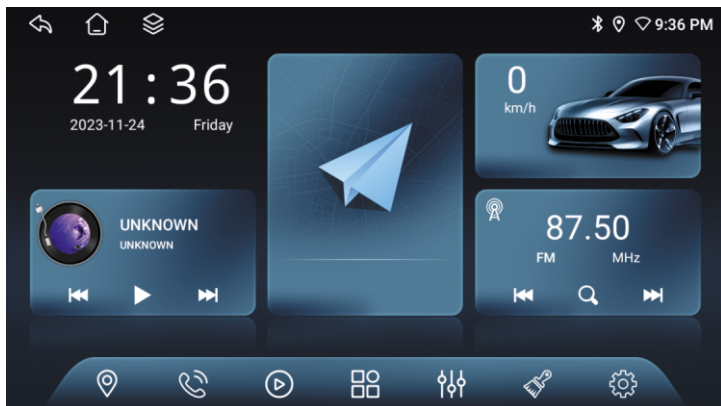 9:36 PM
21:36
2023-11-24 Friday
0
km/h
UNKNOWN
UNKNOWN
87.50
FM MHz